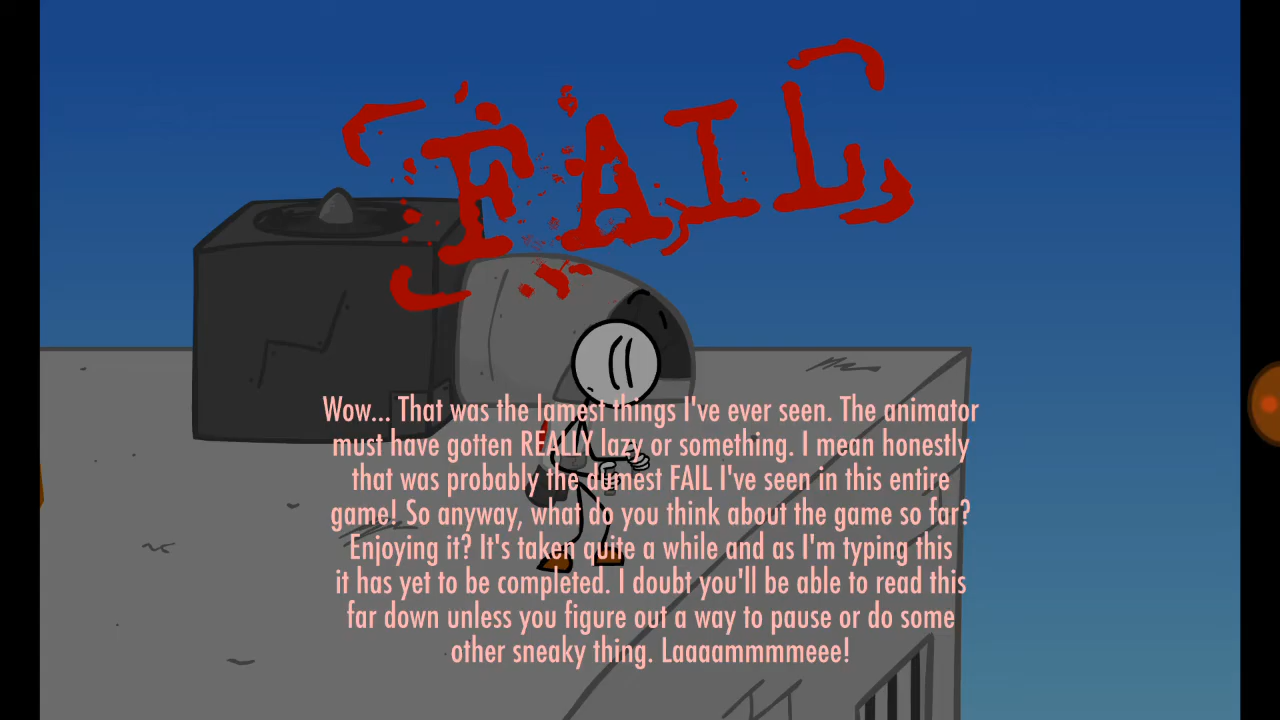 FAIL
Wow... That was the lamest things I've ever seen. The animator
must have gotten REALLY lazy or something. I mean honestly
that was probably the dumest FAIL I've seen in this entire
game! So anyway, what do you think about the game so far?
Enjoying it? It's taken quite a while and as I'm typing this
it has yet to be completed. I doubt you'll be able to read this
far down unless you figure out a way to pause or do some
other sneaky thing. Laaaammmmeee!